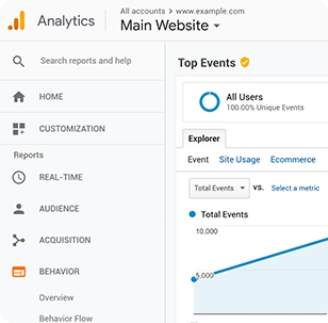 Analytics
All accounts > www.example.com
Main Website
Search reports and help
HOME
CUSTOMIZATION
Reports
REAL-TIME
AUDIENCE
ACQUISITION
BEHAVIOR
Overview
Behavior Flow
Top Events
All Users
100.00% Unique Events
Explorer
Event Site Usage Ecommerce
Total Events VS. Select a metric
Total Events
10,000
5,000